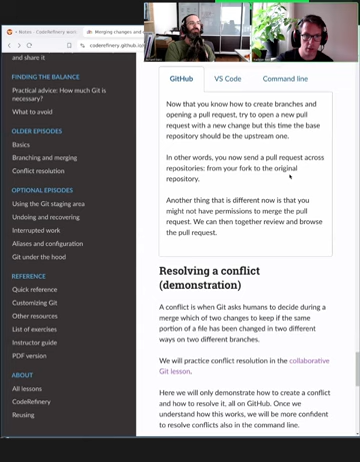 Notes - CodeRefinery wor
Merging changes and c
coderefinery.github.io
and share it
FINDING THE BALANCE
Practical advice: How much Git is
necessary?
What to avoid
OLDER EPISODES
Basics
Branching and merging
Conflict resolution
OPTIONAL EPISODES
Using the Git staging area
Undoing and recovering
Interrupted work
Aliases and configuration
Git under the hood
REFERENCE
Quick reference
Customizing Git
Other resources
List of exercises
Instructor guide
PDF version
ABOUT
All lessons
CodeRefinery
Reusing
GitHub
VS Code
Command line
Now that you know how to create branches and
opening a pull request, try to open a new pull
request with a new change but this time the base
repository should be the upstream one.
In other words, you now send a pull request across
repositories: from your fork to the original
repository.
Another thing that is different now is that you
might not have permissions to merge the pull
request. We can then together review and browse
the pull request.
Resolving a conflict
(demonstration)
A conflict is when Git asks humans to decide during a
merge which of two changes to keep if the same
portion of a file has been changed in two different
ways on two different branches.
We will practice conflict resolution in the collaborative
Git lesson.
Here we will only demonstrate how to create a conflict
and how to resolve it, all on GitHub. Once we
understand how this works, we will be more confident
to resolve conflicts also in the command line.